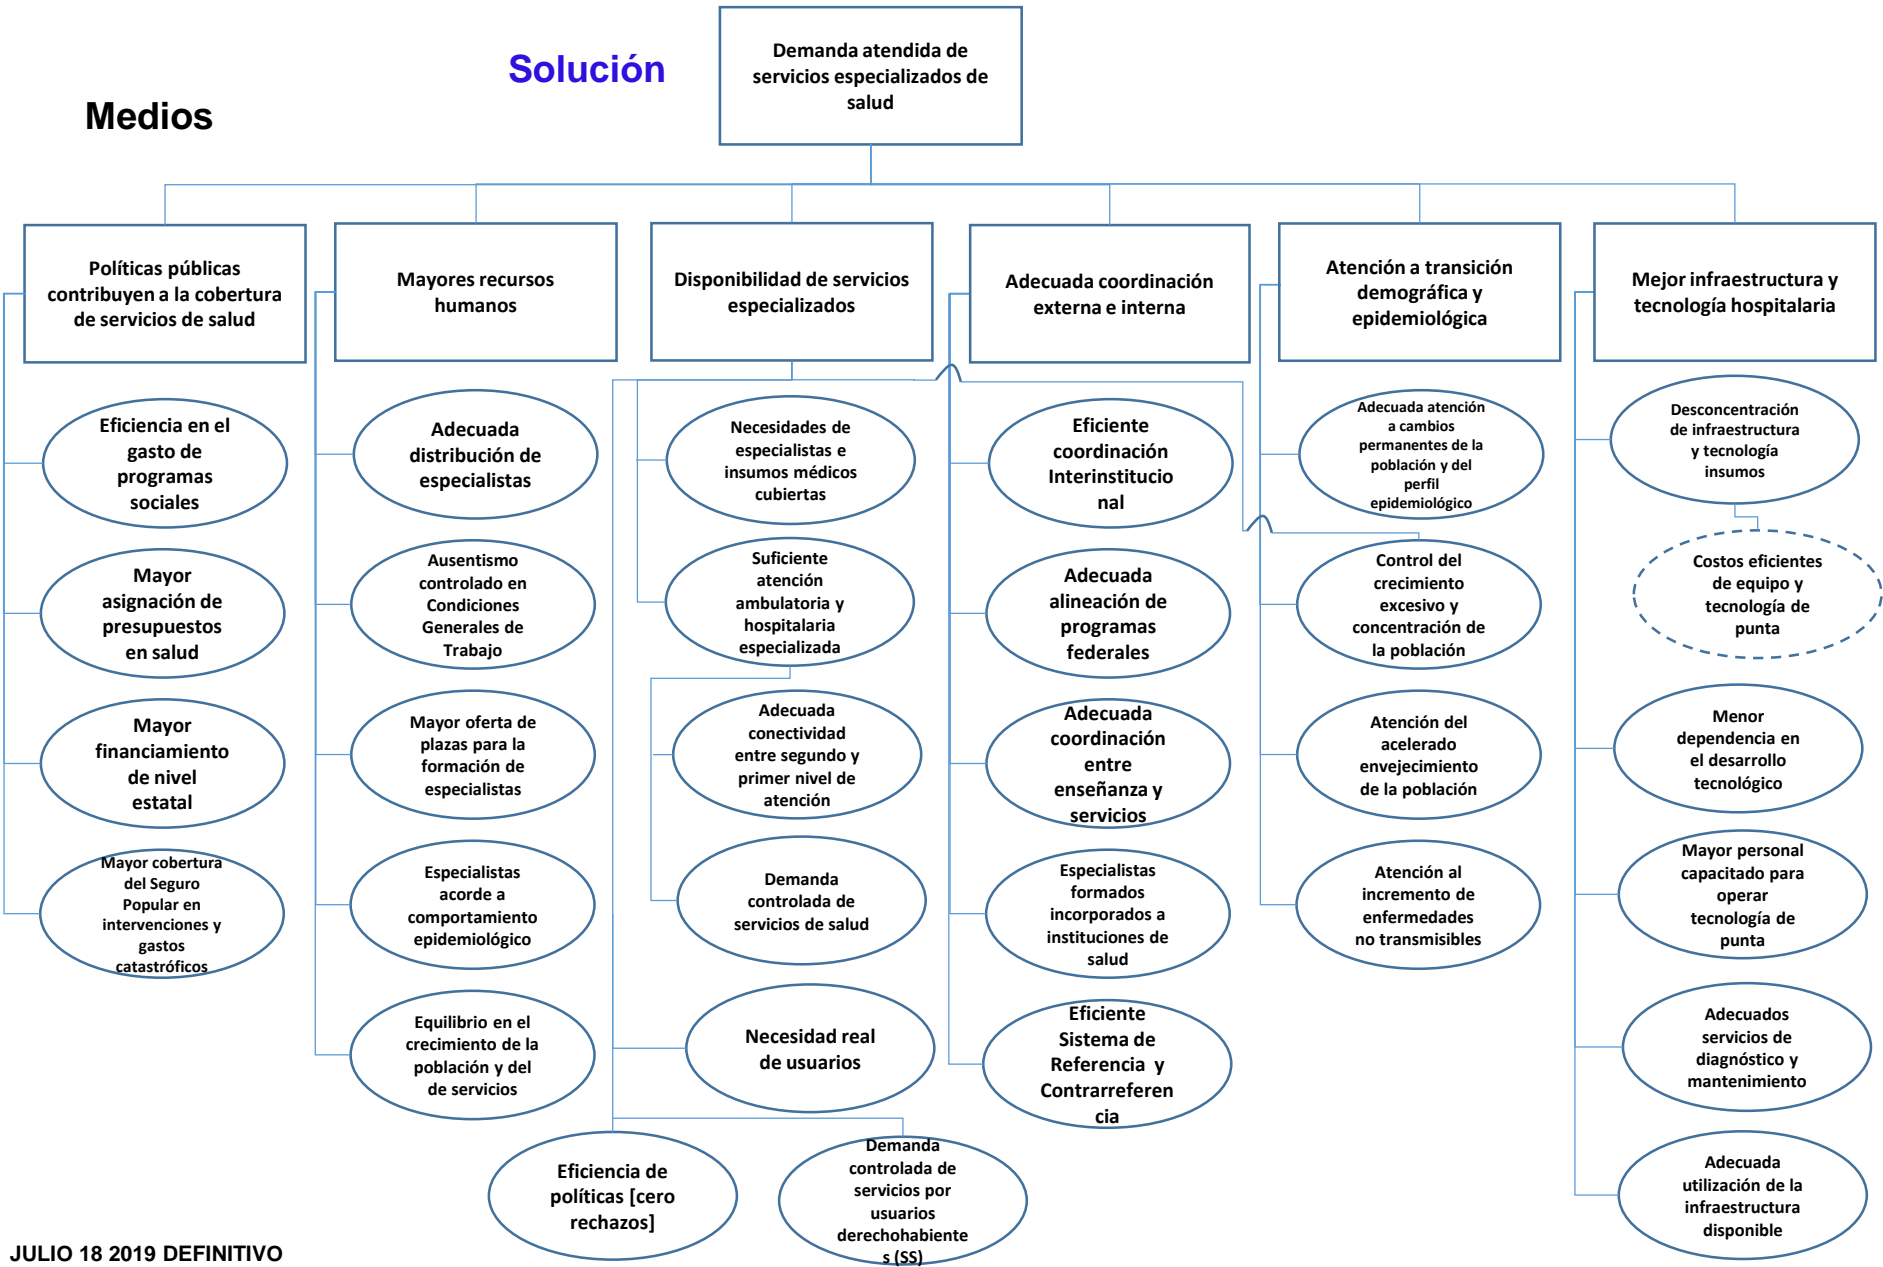 Solución
Medios
Demanda atendida de
servicios especializados de
salud
Políticas públicas
contribuyen a la cobertura
de servicios de salud
Mayores recursos
humanos
Disponibilidad de servicios
especializados
Adecuada coordinación
externa e interna
Atención a transición
demográfica y
epidemiológica
Mejor infraestructura y
tecnología hospitalaria
Eficiencia en el
gasto de
programas
sociales
Mayor
asignación de
presupuestos
en salud
Mayor
financiamiento
de nivel
estatal
Mayor cobertura
del Seguro
Popular en
intervenciones y
gastos
catastróficos
Adecuada
distribución de
especialistas
Ausentismo
controlado en
Condiciones
Generales de
Trabajo
Mayor oferta de
plazas para la
formación de
especialistas
Especialistas
acorde a
comportamiento
epidemiológico
Equilibrio en el
crecimiento de la
población y del
de servicios
Necesidades de
especialistas e
insumos médicos
cubiertas
Suficiente
atención
ambulatoria y
hospitalaria
especializada
Adecuada
conectividad
entre segundo y
primer nivel de
atención
Demanda
controlada de
servicios de salud
Necesidad real
de usuarios
Eficiencia de
políticas [cero
rechazos]
Demanda
controlada de
servicios por
usuarios
derechohabiente
s (SS)
Eficiente
coordinación
Interinstitucio
nal
Adecuada
alineación de
programas
federales
Adecuada
coordinación
entre
enseñanza y
servicios
Especialistas
formados
incorporados a
instituciones de
salud
Eficiente
Sistema de
Referencia y
Contrarreferen
cia
Adecuada atención
a cambios
permanentes de la
población y del
perfil
epidemiológico
Control del
crecimiento
excesivo y
concentración de
la población
Atención del
acelerado
envejecimiento
de la población
Atención al
incremento de
enfermedades
no transmisibles
Desconcentración
de infraestructura
y tecnología
insumos
Costos eficientes
de equipo y
tecnología de
punta
Menor
dependencia en
el desarrollo
tecnológico
Mayor personal
capacitado para
operar
tecnología de
punta
Adecuados
servicios de
diagnóstico y
mantenimiento
Adecuada
utilización de la
infraestructura
disponible
JULIO 18 2019 DEFINITIVO